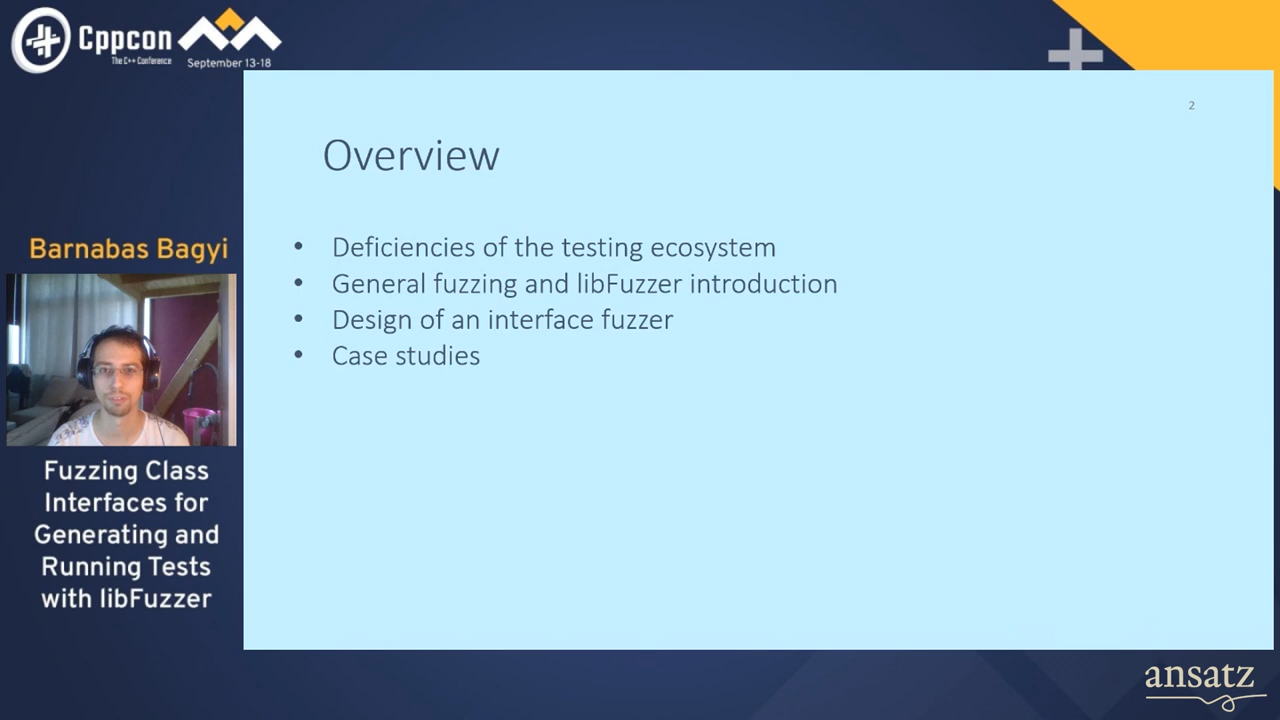 Cppcon
The C++ Conference
September 13-18
2
Overview
• Deficiencies of the testing ecosystem
• General fuzzing and libFuzzer introduction
• Design of an interface fuzzer
• Case studies
Barnabas Bagyi
Fuzzing Class
Interfaces for
Generating and
Running Tests
with libFuzzer
ansatz